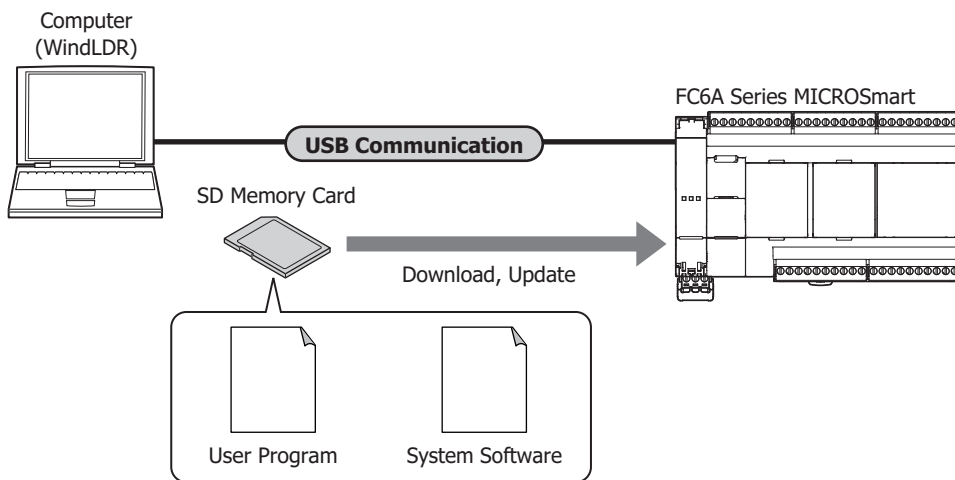 Computer
(WindLDR)
FC6A Series MICROSmart
USB Communication
SD Memory Card
Download, Update
User Program
System Software